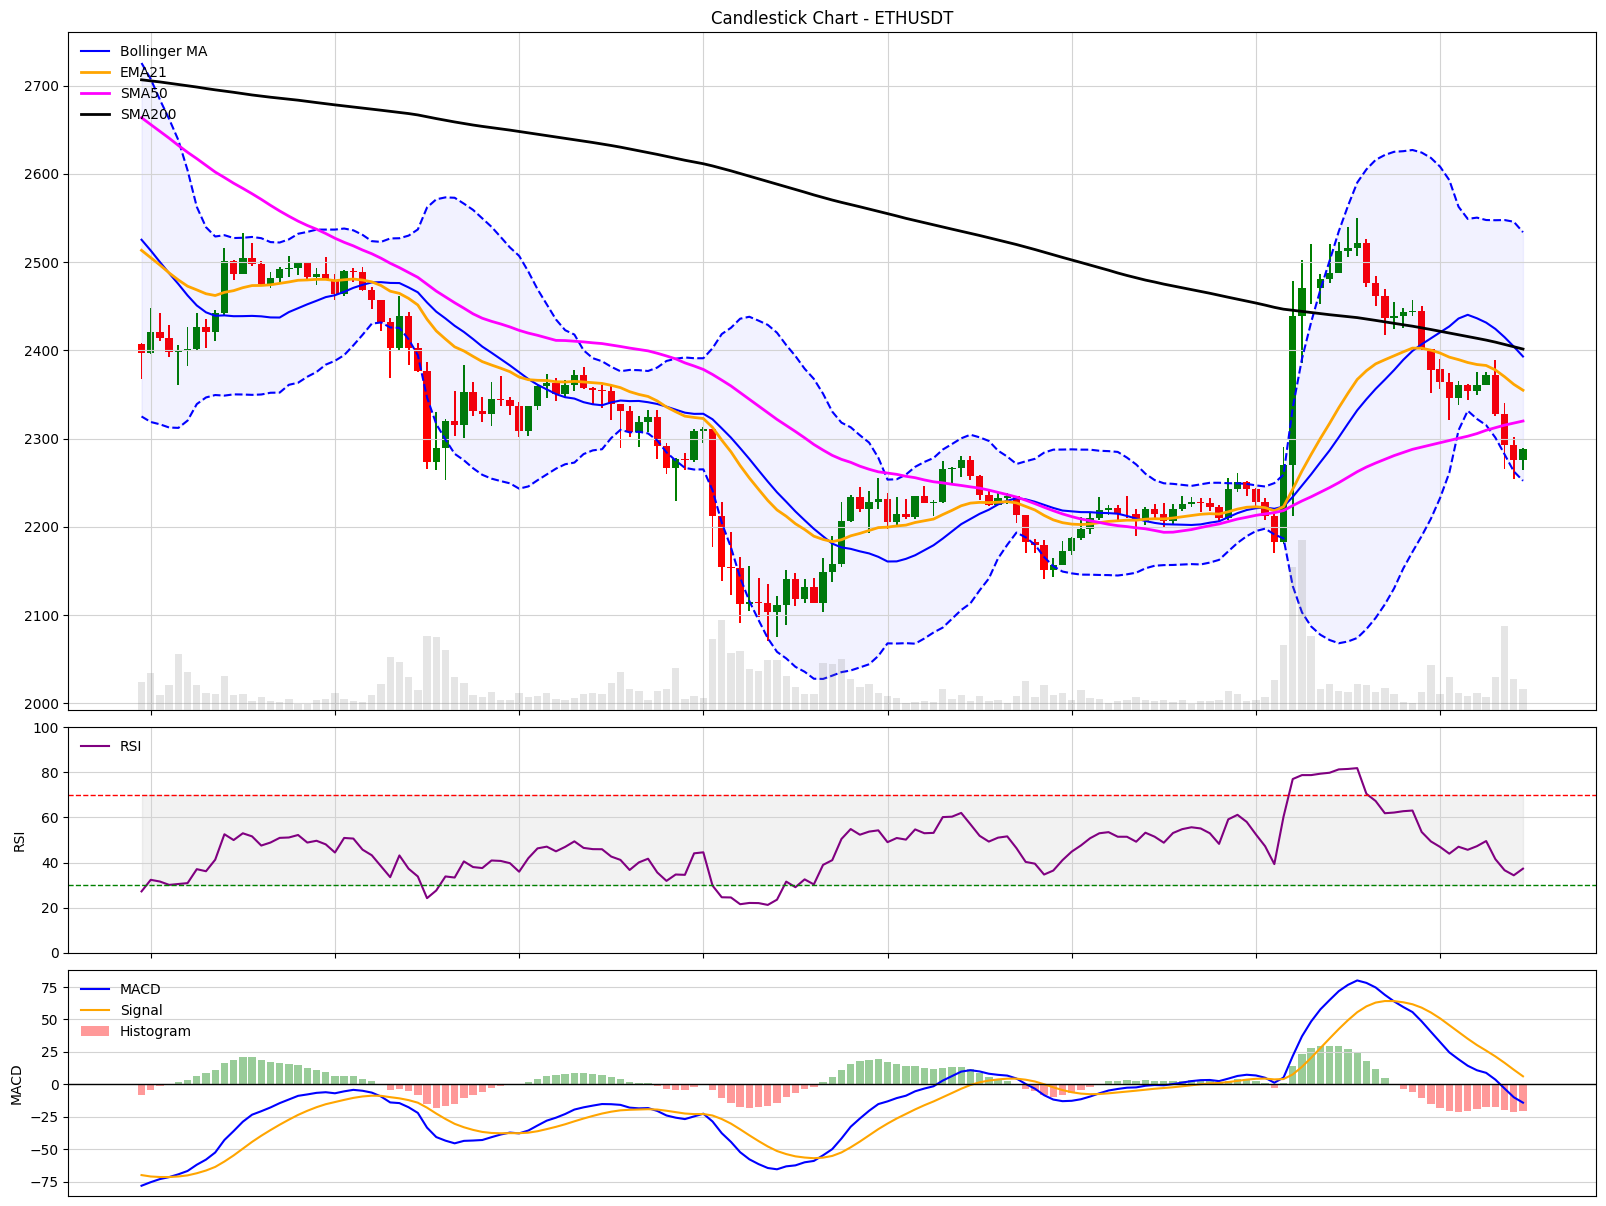 Candlestick Chart - ETHUSDT
Bollinger MA
EMA21
SMA50
SMA200
2700
2600
2500
2400
2300
2200
2100
2000
RSI
100
80
60
40
20
0
RSI
MACD
Signal
Histogram
75
50
25
0
−25
−50
−75
MACD